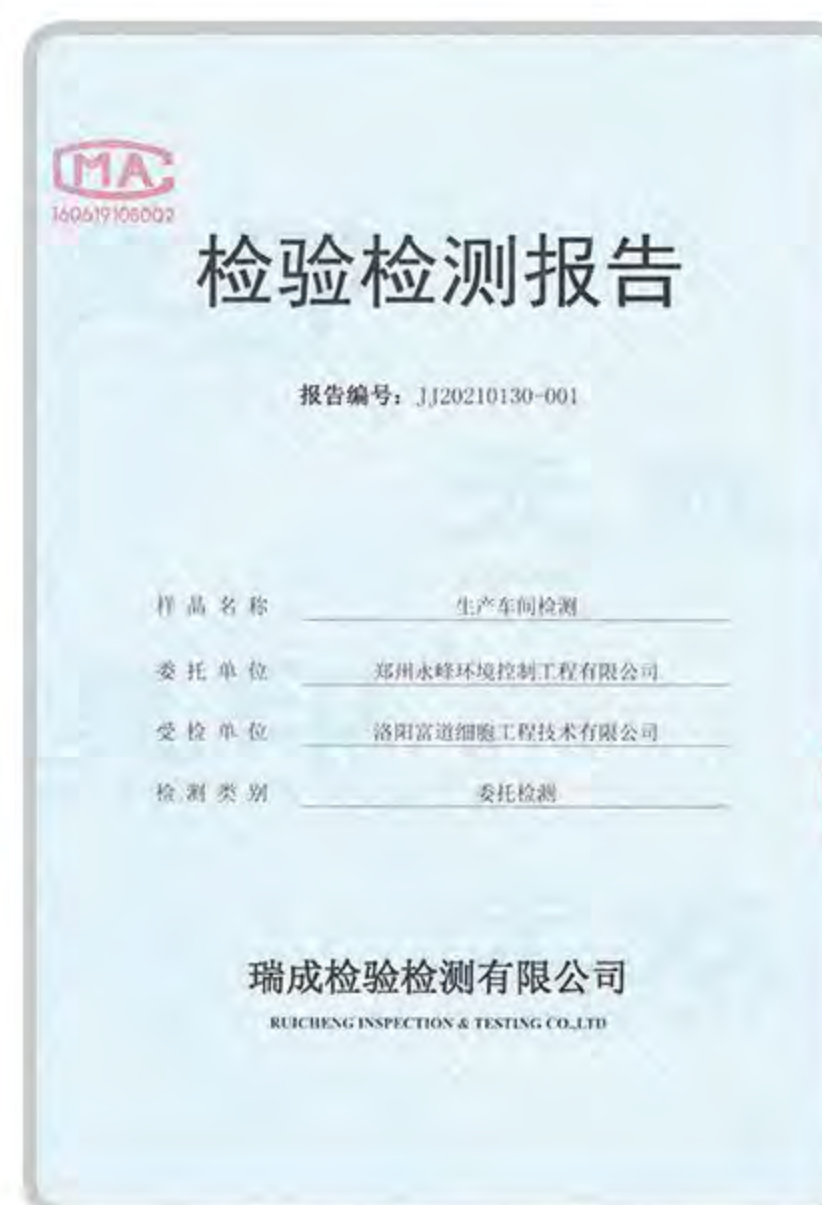 MA
160619105002
检验检测报告
报告编号：JJ20210130-001
样品名称 生产车间检测
委托单位 郑州永峰环境控制工程有限公司
受检单位 洛阳富道细胞工程技术有限公司
检测类别 委托检测
瑞成检验检测有限公司
RUICHENG INSPECTION & TESTING CO.,LTD